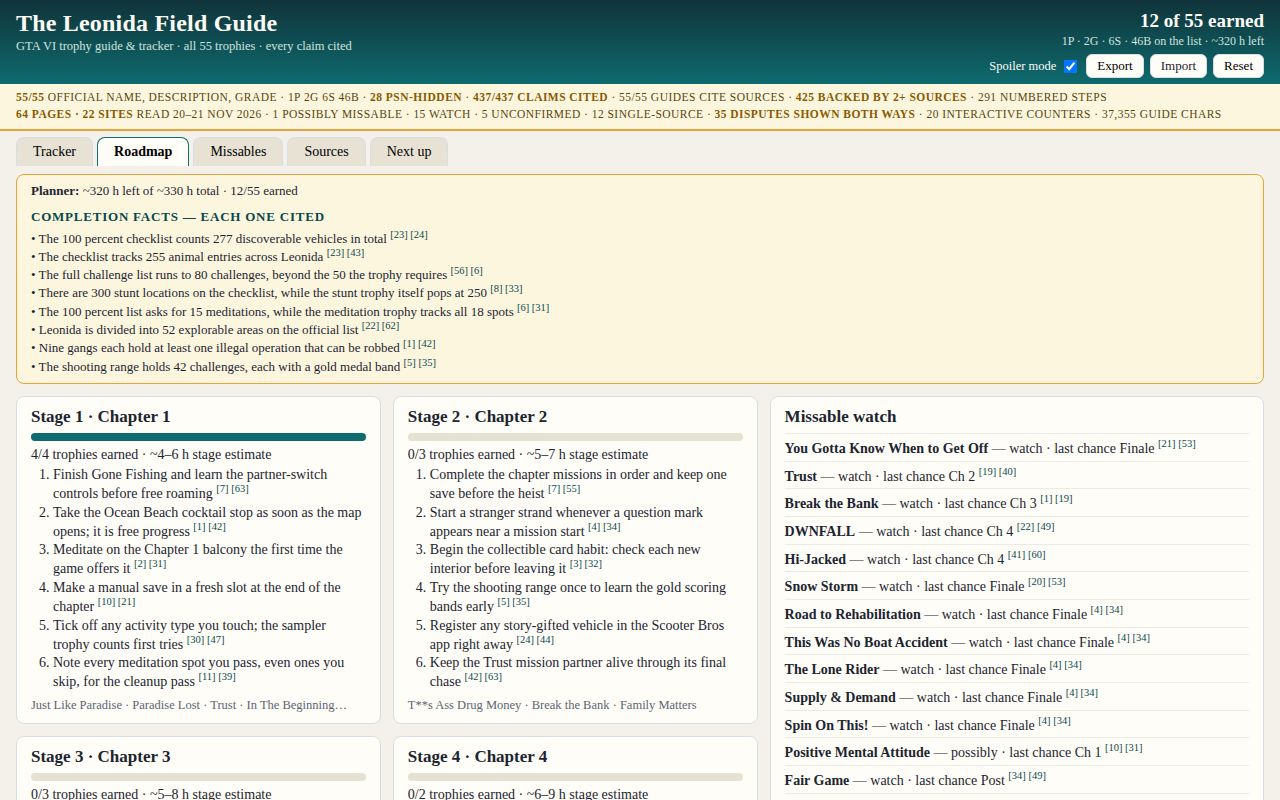 The Leonida Field Guide
GTA VI trophy guide & tracker · all 55 trophies · every claim cited
12 of 55 earned
1P · 2G · 6S · 46B on the list · ~320 h left
Spoiler mode
Export
Import
Reset
55/55 OFFICIAL NAME, DESCRIPTION, GRADE · 1P 2G 6S 46B · 28 PSN-HIDDEN · 437/437 CLAIMS CITED · 55/55 GUIDES CITE SOURCES · 425 BACKED BY 2+ SOURCES · 291 NUMBERED STEPS
64 PAGES · 22 SITES READ 20–21 NOV 2026 · 1 POSSIBLY MISSABLE · 15 WATCH · 5 UNCONFIRMED · 12 SINGLE-SOURCE · 35 DISPUTES SHOWN BOTH WAYS · 20 INTERACTIVE COUNTERS · 37,355 GUIDE CHARS
Tracker
Roadmap
Missables
Sources
Next up
Planner: ~320 h left of ~330 h total · 12/55 earned
COMPLETION FACTS — EACH ONE CITED
• The 100 percent checklist counts 277 discoverable vehicles in total [23] [24]
• The checklist tracks 255 animal entries across Leonida [23] [43]
• The full challenge list runs to 80 challenges, beyond the 50 the trophy requires [56] [6]
• There are 300 stunt locations on the checklist, while the stunt trophy itself pops at 250 [8] [33]
• The 100 percent list asks for 15 meditations, while the meditation trophy tracks all 18 spots [6] [31]
• Leonida is divided into 52 explorable areas on the official list [22] [62]
• Nine gangs each hold at least one illegal operation that can be robbed [1] [42]
• The shooting range holds 42 challenges, each with a gold medal band [5] [35]
Stage 1 · Chapter 1
4/4 trophies earned · ~4–6 h stage estimate
1. Finish Gone Fishing and learn the partner-switch
controls before free roaming [7] [63]
2. Take the Ocean Beach cocktail stop as soon as the map
opens; it is free progress [1] [42]
3. Meditate on the Chapter 1 balcony the first time the
game offers it [2] [31]
4. Make a manual save in a fresh slot at the end of the
chapter [10] [21]
5. Tick off any activity type you touch; the sampler
trophy counts first tries [30] [47]
6. Note every meditation spot you pass, even ones you
skip, for the cleanup pass [11] [39]
Just Like Paradise · Paradise Lost · Trust · In The Beginning…
Stage 2 · Chapter 2
0/3 trophies earned · ~5–7 h stage estimate
1. Complete the chapter missions in order and keep one
save before the heist [7] [55]
2. Start a stranger strand whenever a question mark
appears near a mission start [4] [34]
3. Begin the collectible card habit: check each new
interior before leaving it [3] [32]
4. Try the shooting range once to learn the gold scoring
bands early [5] [35]
5. Register any story-gifted vehicle in the Scooter Bros
app right away [24] [44]
6. Keep the Trust mission partner alive through its final
chase [42] [63]
T**s Ass Drug Money · Break the Bank · Family Matters
Missable watch
You Gotta Know When to Get Off — watch · last chance Finale [21] [53]
Trust — watch · last chance Ch 2 [19] [40]
Break the Bank — watch · last chance Ch 3 [1] [19]
DWNFALL — watch · last chance Ch 4 [22] [49]
Hi-Jacked — watch · last chance Ch 4 [41] [60]
Snow Storm — watch · last chance Finale [20] [53]
Road to Rehabilitation — watch · last chance Finale [4] [34]
This Was No Boat Accident — watch · last chance Finale [4] [34]
The Lone Rider — watch · last chance Finale [4] [34]
Supply & Demand — watch · last chance Finale [4] [34]
Spin On This! — watch · last chance Finale [4] [34]
Positive Mental Attitude — possibly · last chance Ch 1 [10] [31]
Fair Game — watch · last chance Post [34] [49]
Stage 3 · Chapter 3
0/3 trophies earned · ~5–8 h stage estimate
Stage 4 · Chapter 4
0/2 trophies earned · ~6–9 h stage estimate